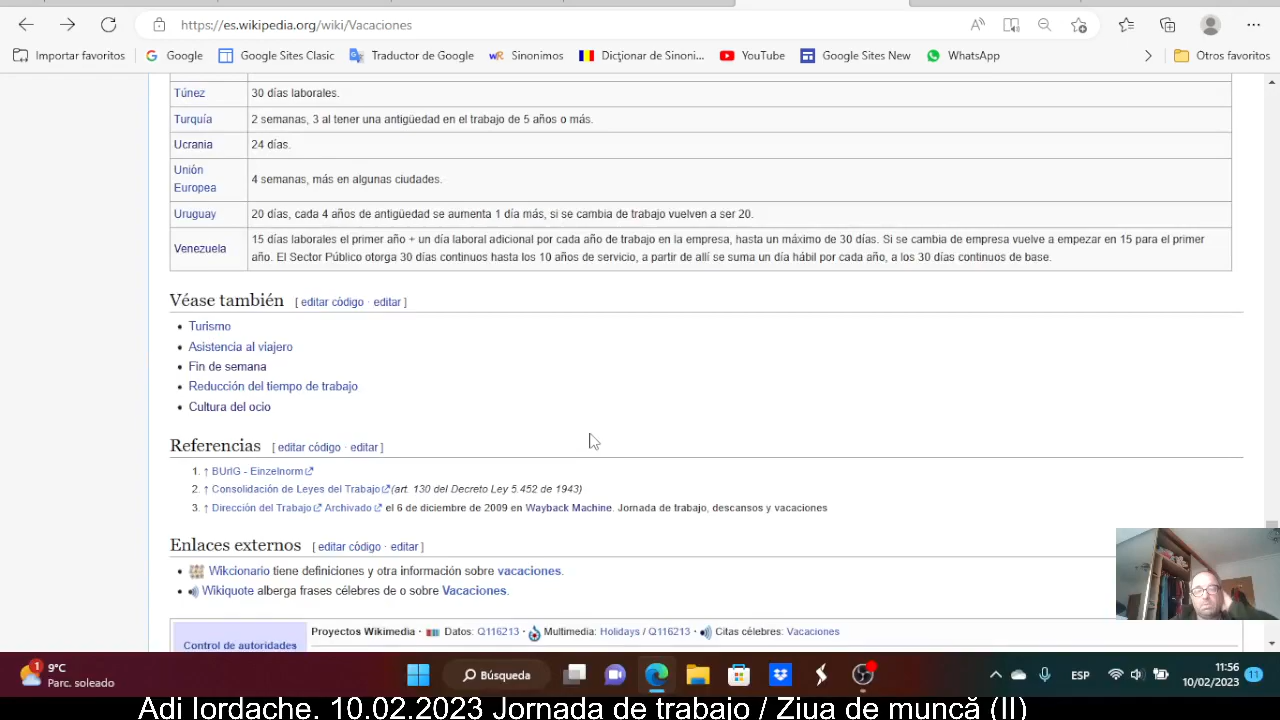 https://es.wikipedia.org/wiki/Vacaciones
Importar favoritos
Google
Google Sites Clasic
Traductor de Google
Sinonimos
Dicționar de Sinoni...
YouTube
Google Sites New
WhatsApp
Otros favoritos
Túnez 30 días laborales.
Turquía 2 semanas, 3 al tener una antigüedad en el trabajo de 5 años o más.
Ucrania 24 días.
Unión
Europea
4 semanas, más en algunas ciudades.
Uruguay 20 días, cada 4 años de antigüedad se aumenta 1 día más, si se cambia de trabajo vuelven a ser 20.
Venezuela
15 días laborales el primer año + un día laboral adicional por cada año de trabajo en la empresa, hasta un máximo de 30 días. Si se cambia de empresa vuelve a empezar en 15 para el primer
año. El Sector Público otorga 30 días continuos hasta los 10 años de servicio, a partir de allí se suma un día hábil por cada año, a los 30 días continuos de base.
Véase también [ editar código · editar ]
• Turismo
• Asistencia al viajero
• Fin de semana
• Reducción del tiempo de trabajo
• Cultura del ocio
Referencias [ editar código · editar ]
1. ↑ BUrlG - Einzelnorm
2. ↑ Consolidación de Leyes del Trabajo (art. 130 del Decreto Ley 5.452 de 1943)
3. ↑ Dirección del Trabajo Archivado el 6 de diciembre de 2009 en Wayback Machine. Jornada de trabajo, descansos y vacaciones
Enlaces externos [ editar código · editar ]
• Wikcionario tiene definiciones y otra información sobre vacaciones.
• Wikiquote alberga frases célebres de o sobre Vacaciones.
Control de autoridades
Proyectos Wikimedia · Datos: Q116213 · Multimedia: Holidays / Q116213 · Citas célebres: Vacaciones
1
9°C
Parc. soleado
Búsqueda
ESP
11:56
10/02/2023
11
Adi Iordache. 10.02.2023 Jornada de trabajo / Ziua de muncă (II)